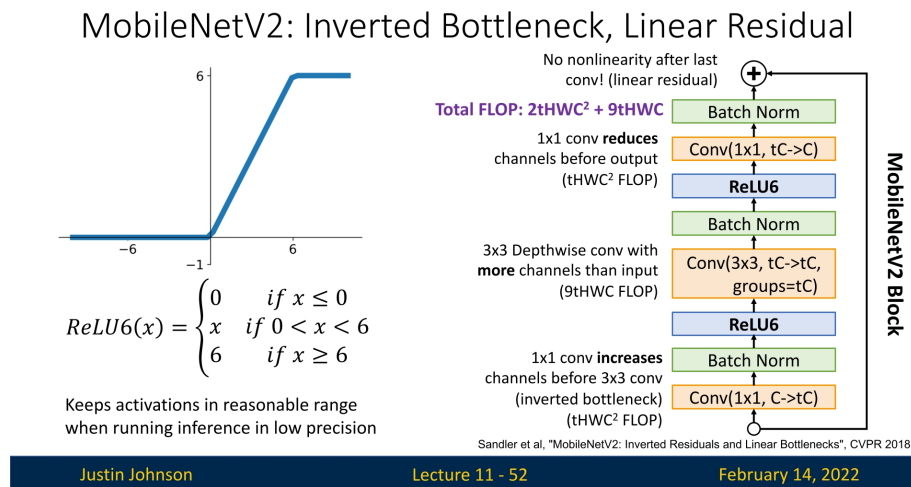 MobileNetV2: Inverted Bottleneck, Linear Residual
6
−6
6
−1
ReLU6(x) = {0 if x ≤ 0
x if 0 < x < 6
6 if x ≥ 6
Keeps activations in reasonable range
when running inference in low precision
No nonlinearity after last
conv! (linear residual)
Total FLOP: 2tHWC² + 9tHWC
1x1 conv reduces
channels before output
(tHWC² FLOP)
3x3 Depthwise conv with
more channels than input
(9tHWC FLOP)
1x1 conv increases
channels before 3x3 conv
(inverted bottleneck)
(tHWC² FLOP)
+
Batch Norm
Conv(1x1, tC->C)
ReLU6
Batch Norm
Conv(3x3, tC->tC,
groups=tC)
ReLU6
Batch Norm
Conv(1x1, C->tC)
MobileNetV2 Block
Sandler et al, "MobileNetV2: Inverted Residuals and Linear Bottlenecks", CVPR 2018
Justin Johnson
Lecture 11 - 52
February 14, 2022